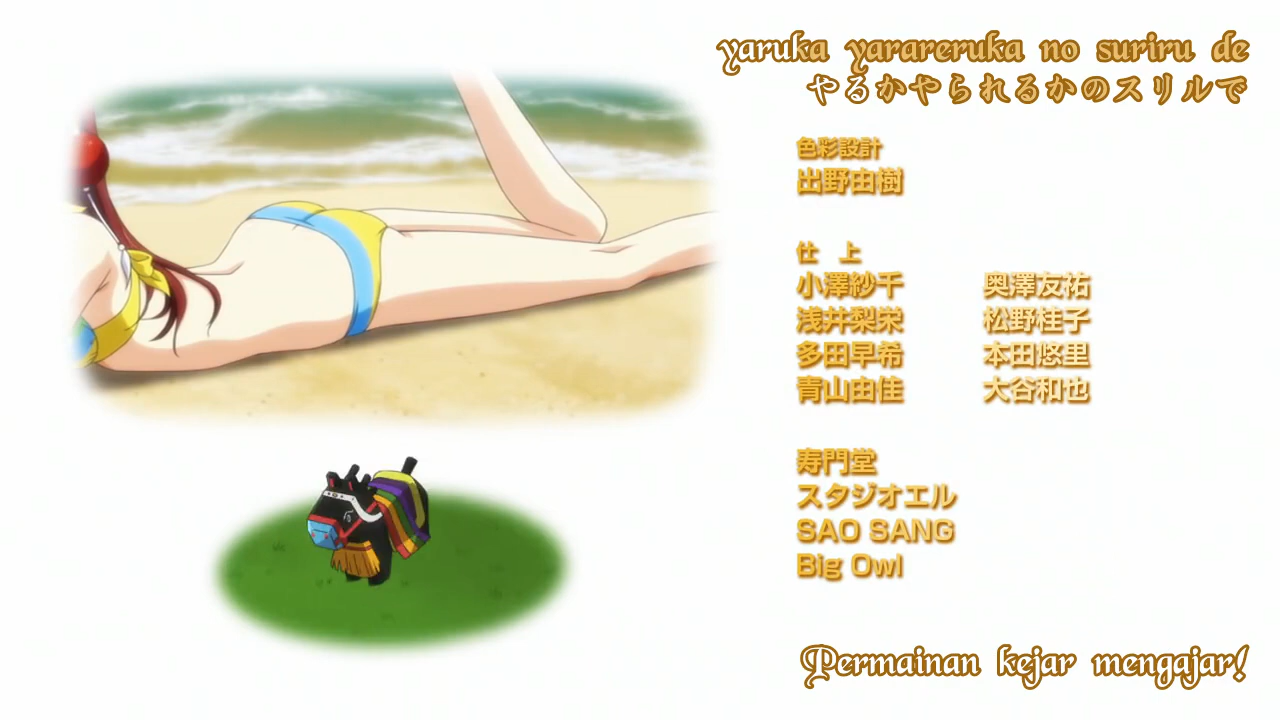 yaruka yarareruka no suriru de
やるかやられるかのスリルで
色彩設計
出野由樹
仕 上
小澤紗千 奥澤友祐
浅井梨栄 松野桂子
多田早希 本田悠里
青山由佳 大谷和也
寿門堂
スタジオエル
SAO SANG
Big Owl
Permainan kejar mengajar!